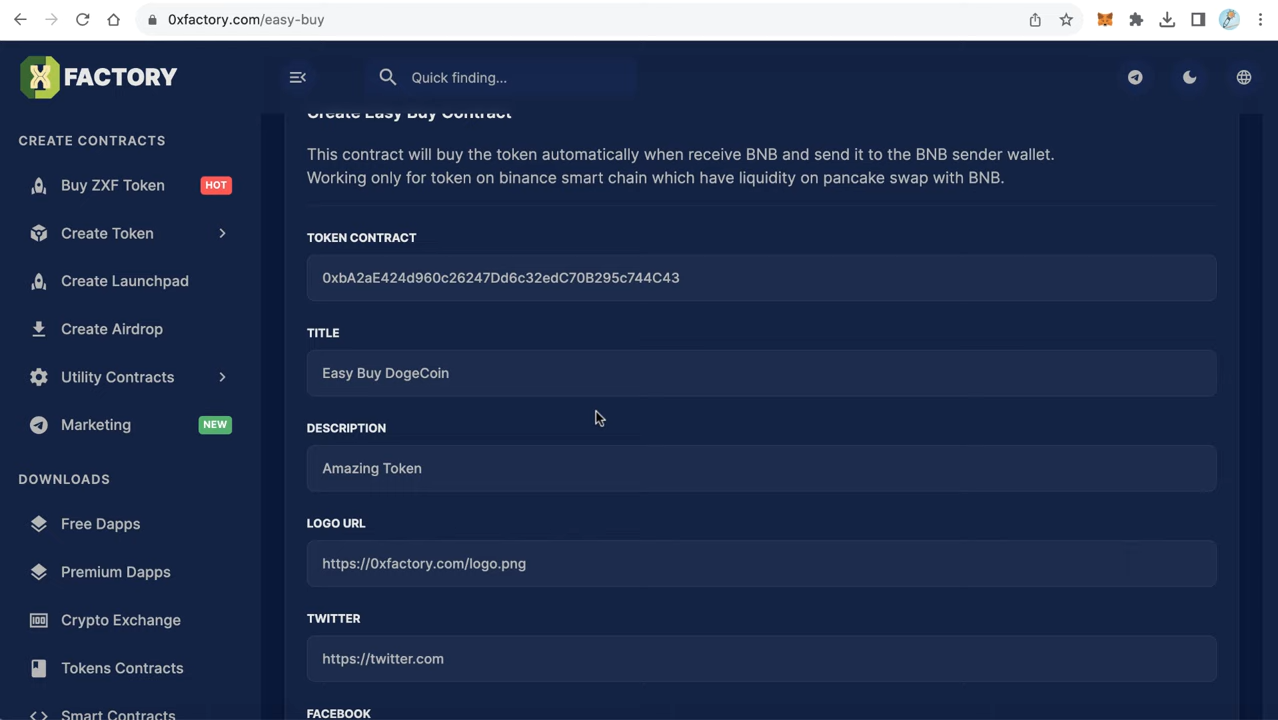 0xfactory.com/easy-buy
FACTORY
Quick finding...
CREATE CONTRACTS
Buy ZXF Token
HOT
Create Token
Create Launchpad
Create Airdrop
Utility Contracts
Marketing
NEW
DOWNLOADS
Free Dapps
Premium Dapps
Crypto Exchange
Tokens Contracts
Smart Contracts
Create Easy Buy Contract
This contract will buy the token automatically when receive BNB and send it to the BNB sender wallet.
Working only for token on binance smart chain which have liquidity on pancake swap with BNB.
TOKEN CONTRACT
0xbA2aE424d960c26247Dd6c32edC70B295c744C43
TITLE
Easy Buy DogeCoin
DESCRIPTION
Amazing Token
LOGO URL
https://0xfactory.com/logo.png
TWITTER
https://twitter.com
FACEBOOK